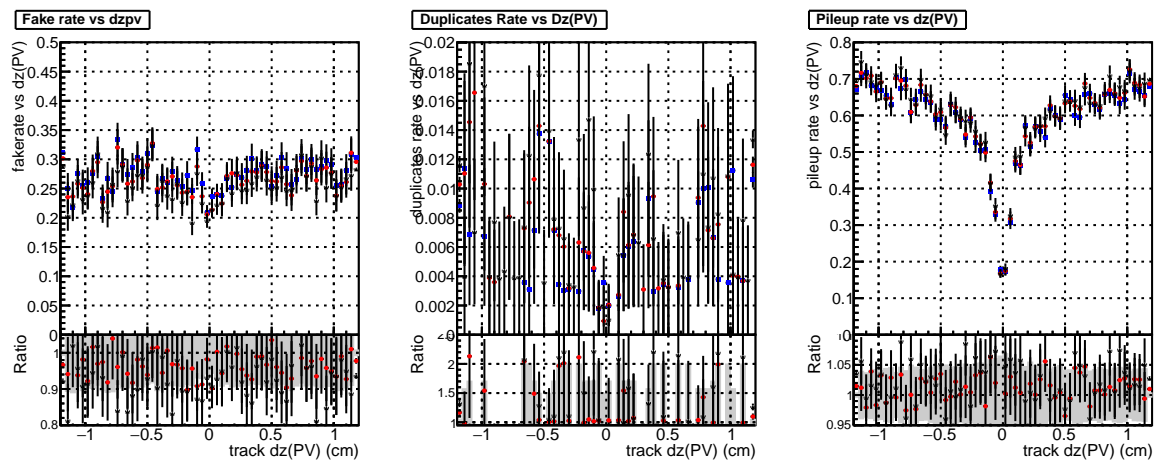 Fake rate vs dzpv
fakerate vs dz(PV)
0.5
0.45
0.4
0.35
0.3
0.25
0.2
0.15
0.1
0.05
0
Ratio
1
0.9
0.8
−1 −0.5 0 0.5 1
track dz(PV) (cm)
Duplicates Rate vs Dz(PV)
duplicates rate vs dz(PV)
0.02
0.018
0.016
0.014
0.012
0.01
0.008
0.006
0.004
0.002
0
Ratio
2
1.5
1
−1 −0.5 0 0.5 1
track dz(PV) (cm)
Pileup rate vs dz(PV)
pileup rate vs dz(PV)
0.8
0.7
0.6
0.5
0.4
0.3
0.2
0.1
0
Ratio
1.05
1
0.95
−1 −0.5 0 0.5 1
track dz(PV) (cm)